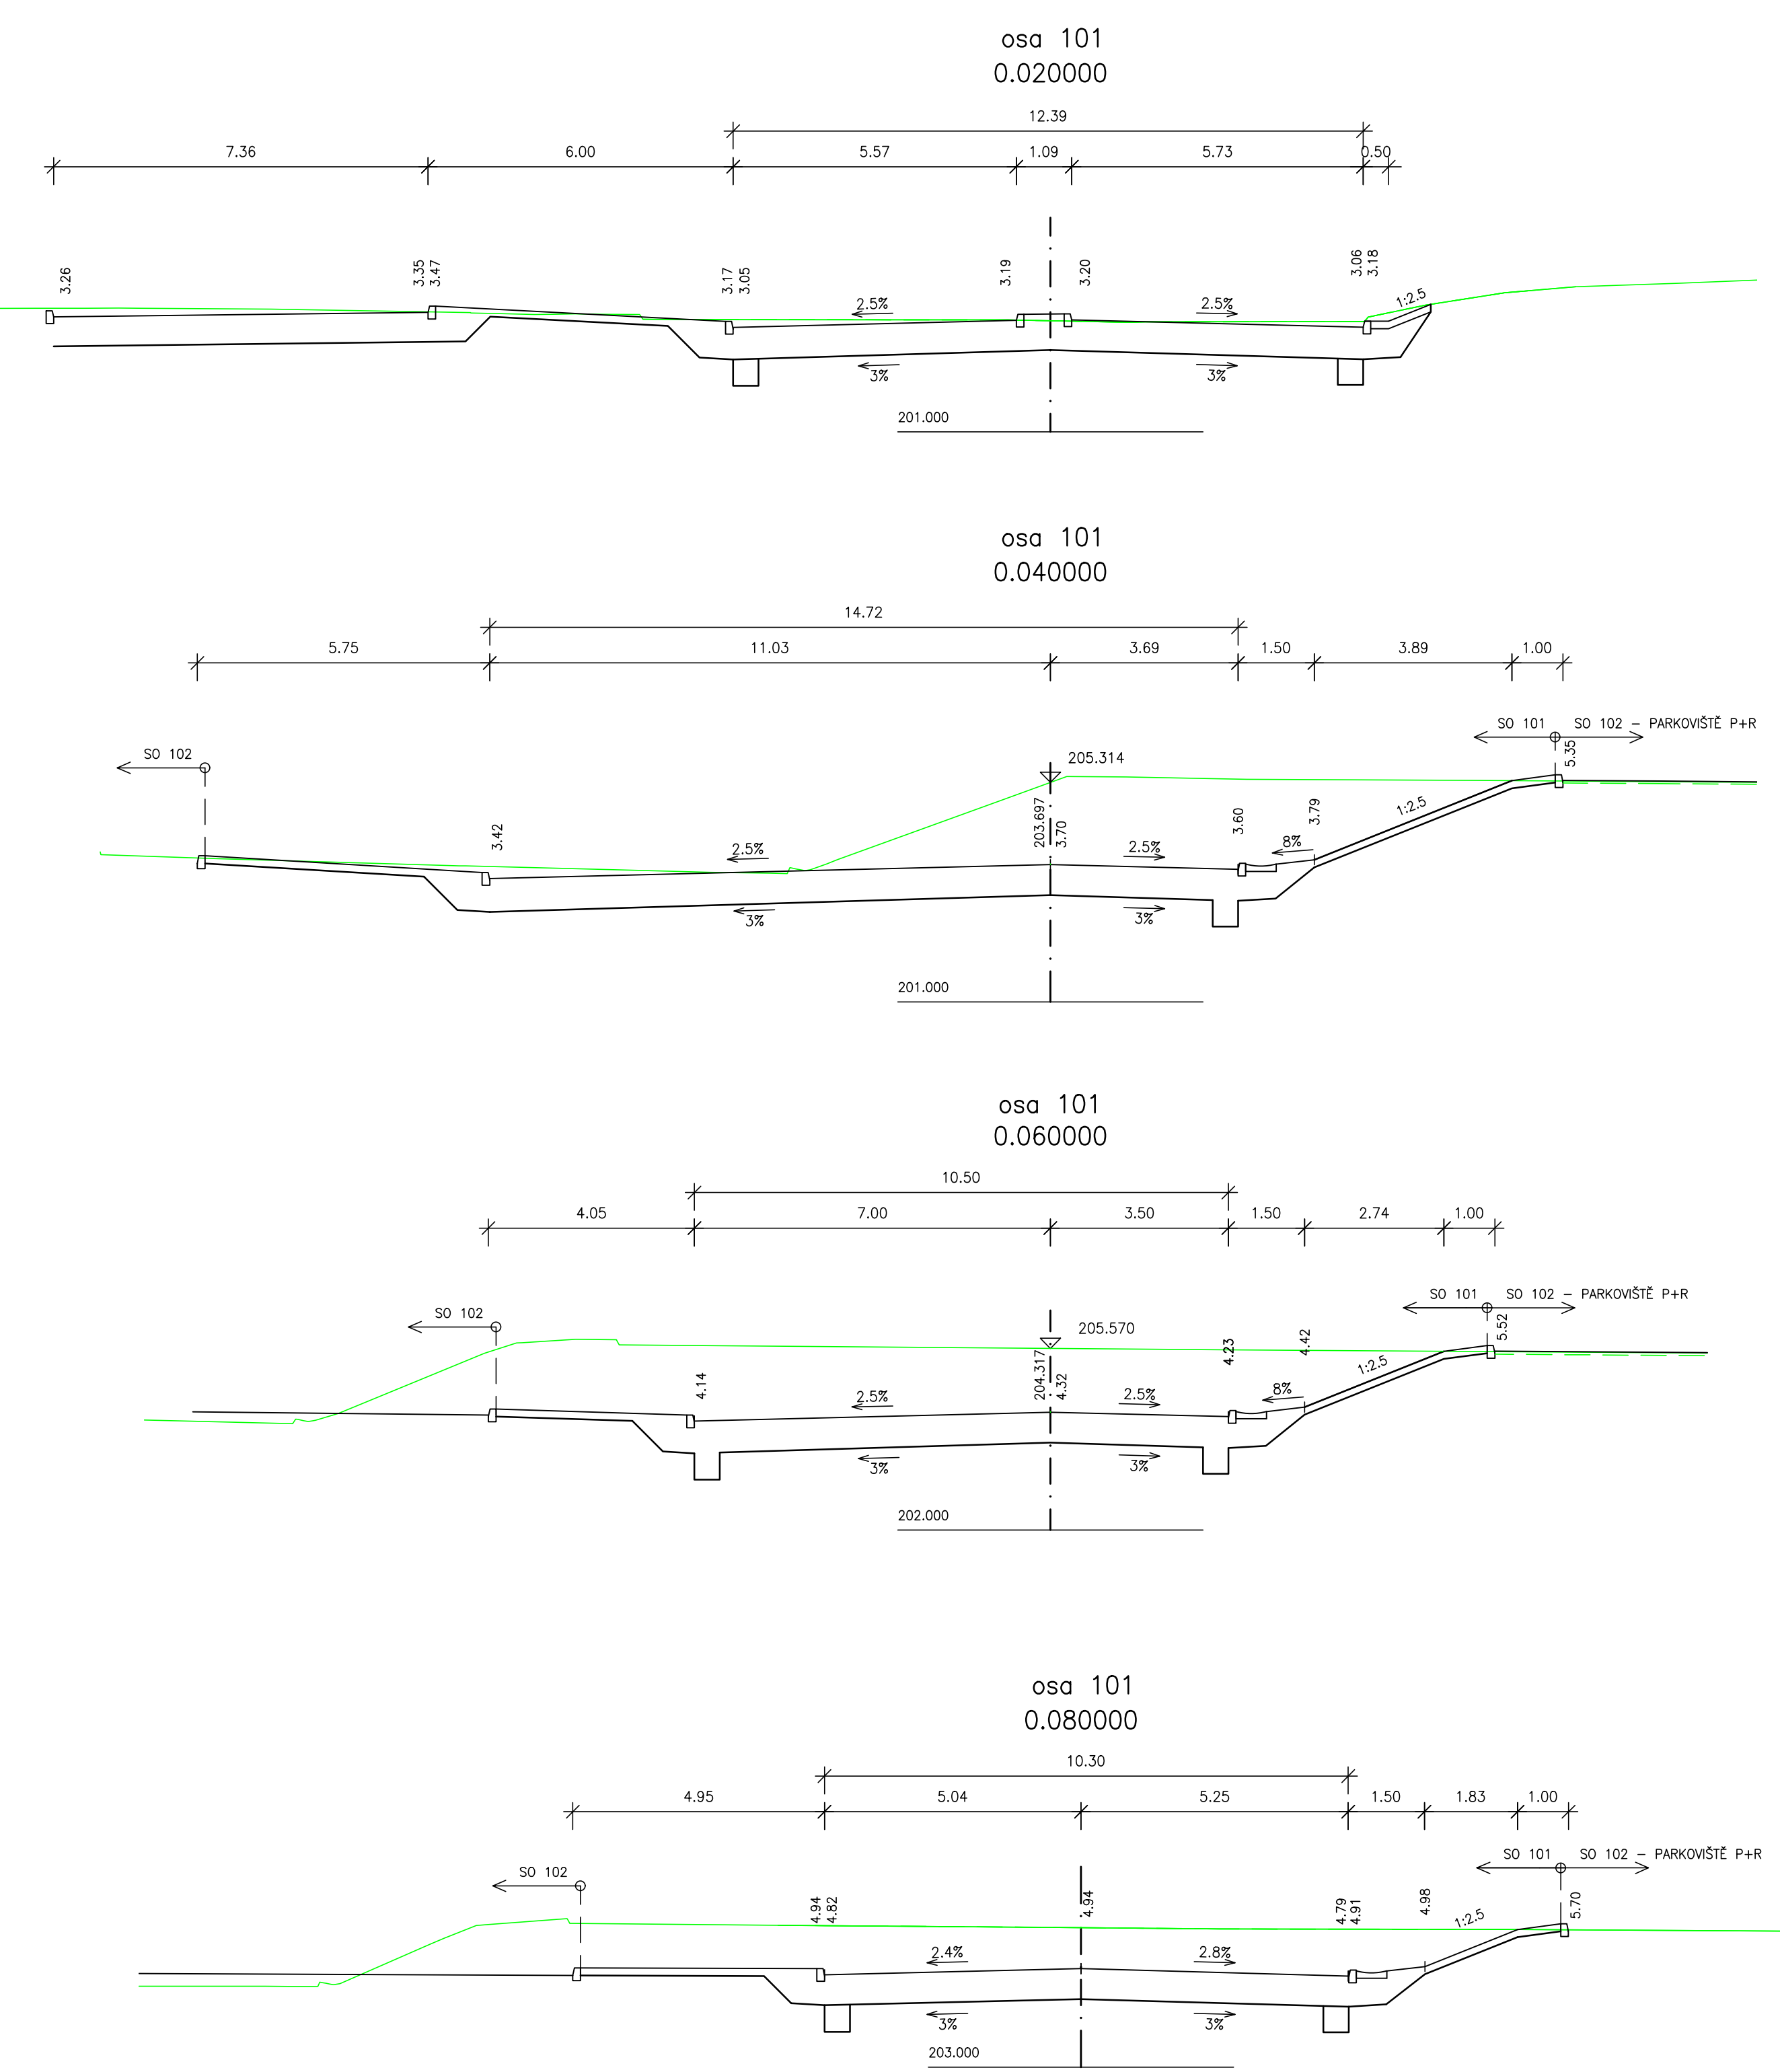 osa 101
0.020000
12.39
7.36 6.00 5.57 1.09 5.73 0.50
3.26 3.35 3.47 3.17 3.05 3.19 3.20 3.06 3.18
2.5% 2.5% 1:2.5
3% 3%
201.000
osa 101
0.040000
14.72
5.75 11.03 3.69 1.50 3.89 1.00
SO 101 SO 102 – PARKOVIŠTĚ P+R
SO 102 205.314 5.35
3.42 203.697 3.70 3.60 3.79 1:2.5
2.5% 2.5% 8%
3% 3%
201.000
osa 101
0.060000
10.50
4.05 7.00 3.50 1.50 2.74 1.00
SO 101 SO 102 – PARKOVIŠTĚ P+R
SO 102 205.570 5.52
4.14 204.317 4.32 4.23 4.42 1:2.5
2.5% 2.5% 8%
3% 3%
202.000
osa 101
0.080000
10.30
4.95 5.04 5.25 1.50 1.83 1.00
SO 101 SO 102 – PARKOVIŠTĚ P+R
SO 102
4.94 4.82 4.94 4.79 4.91 4.98 1:2.5 5.70
2.4% 2.8%
3% 3%
203.000